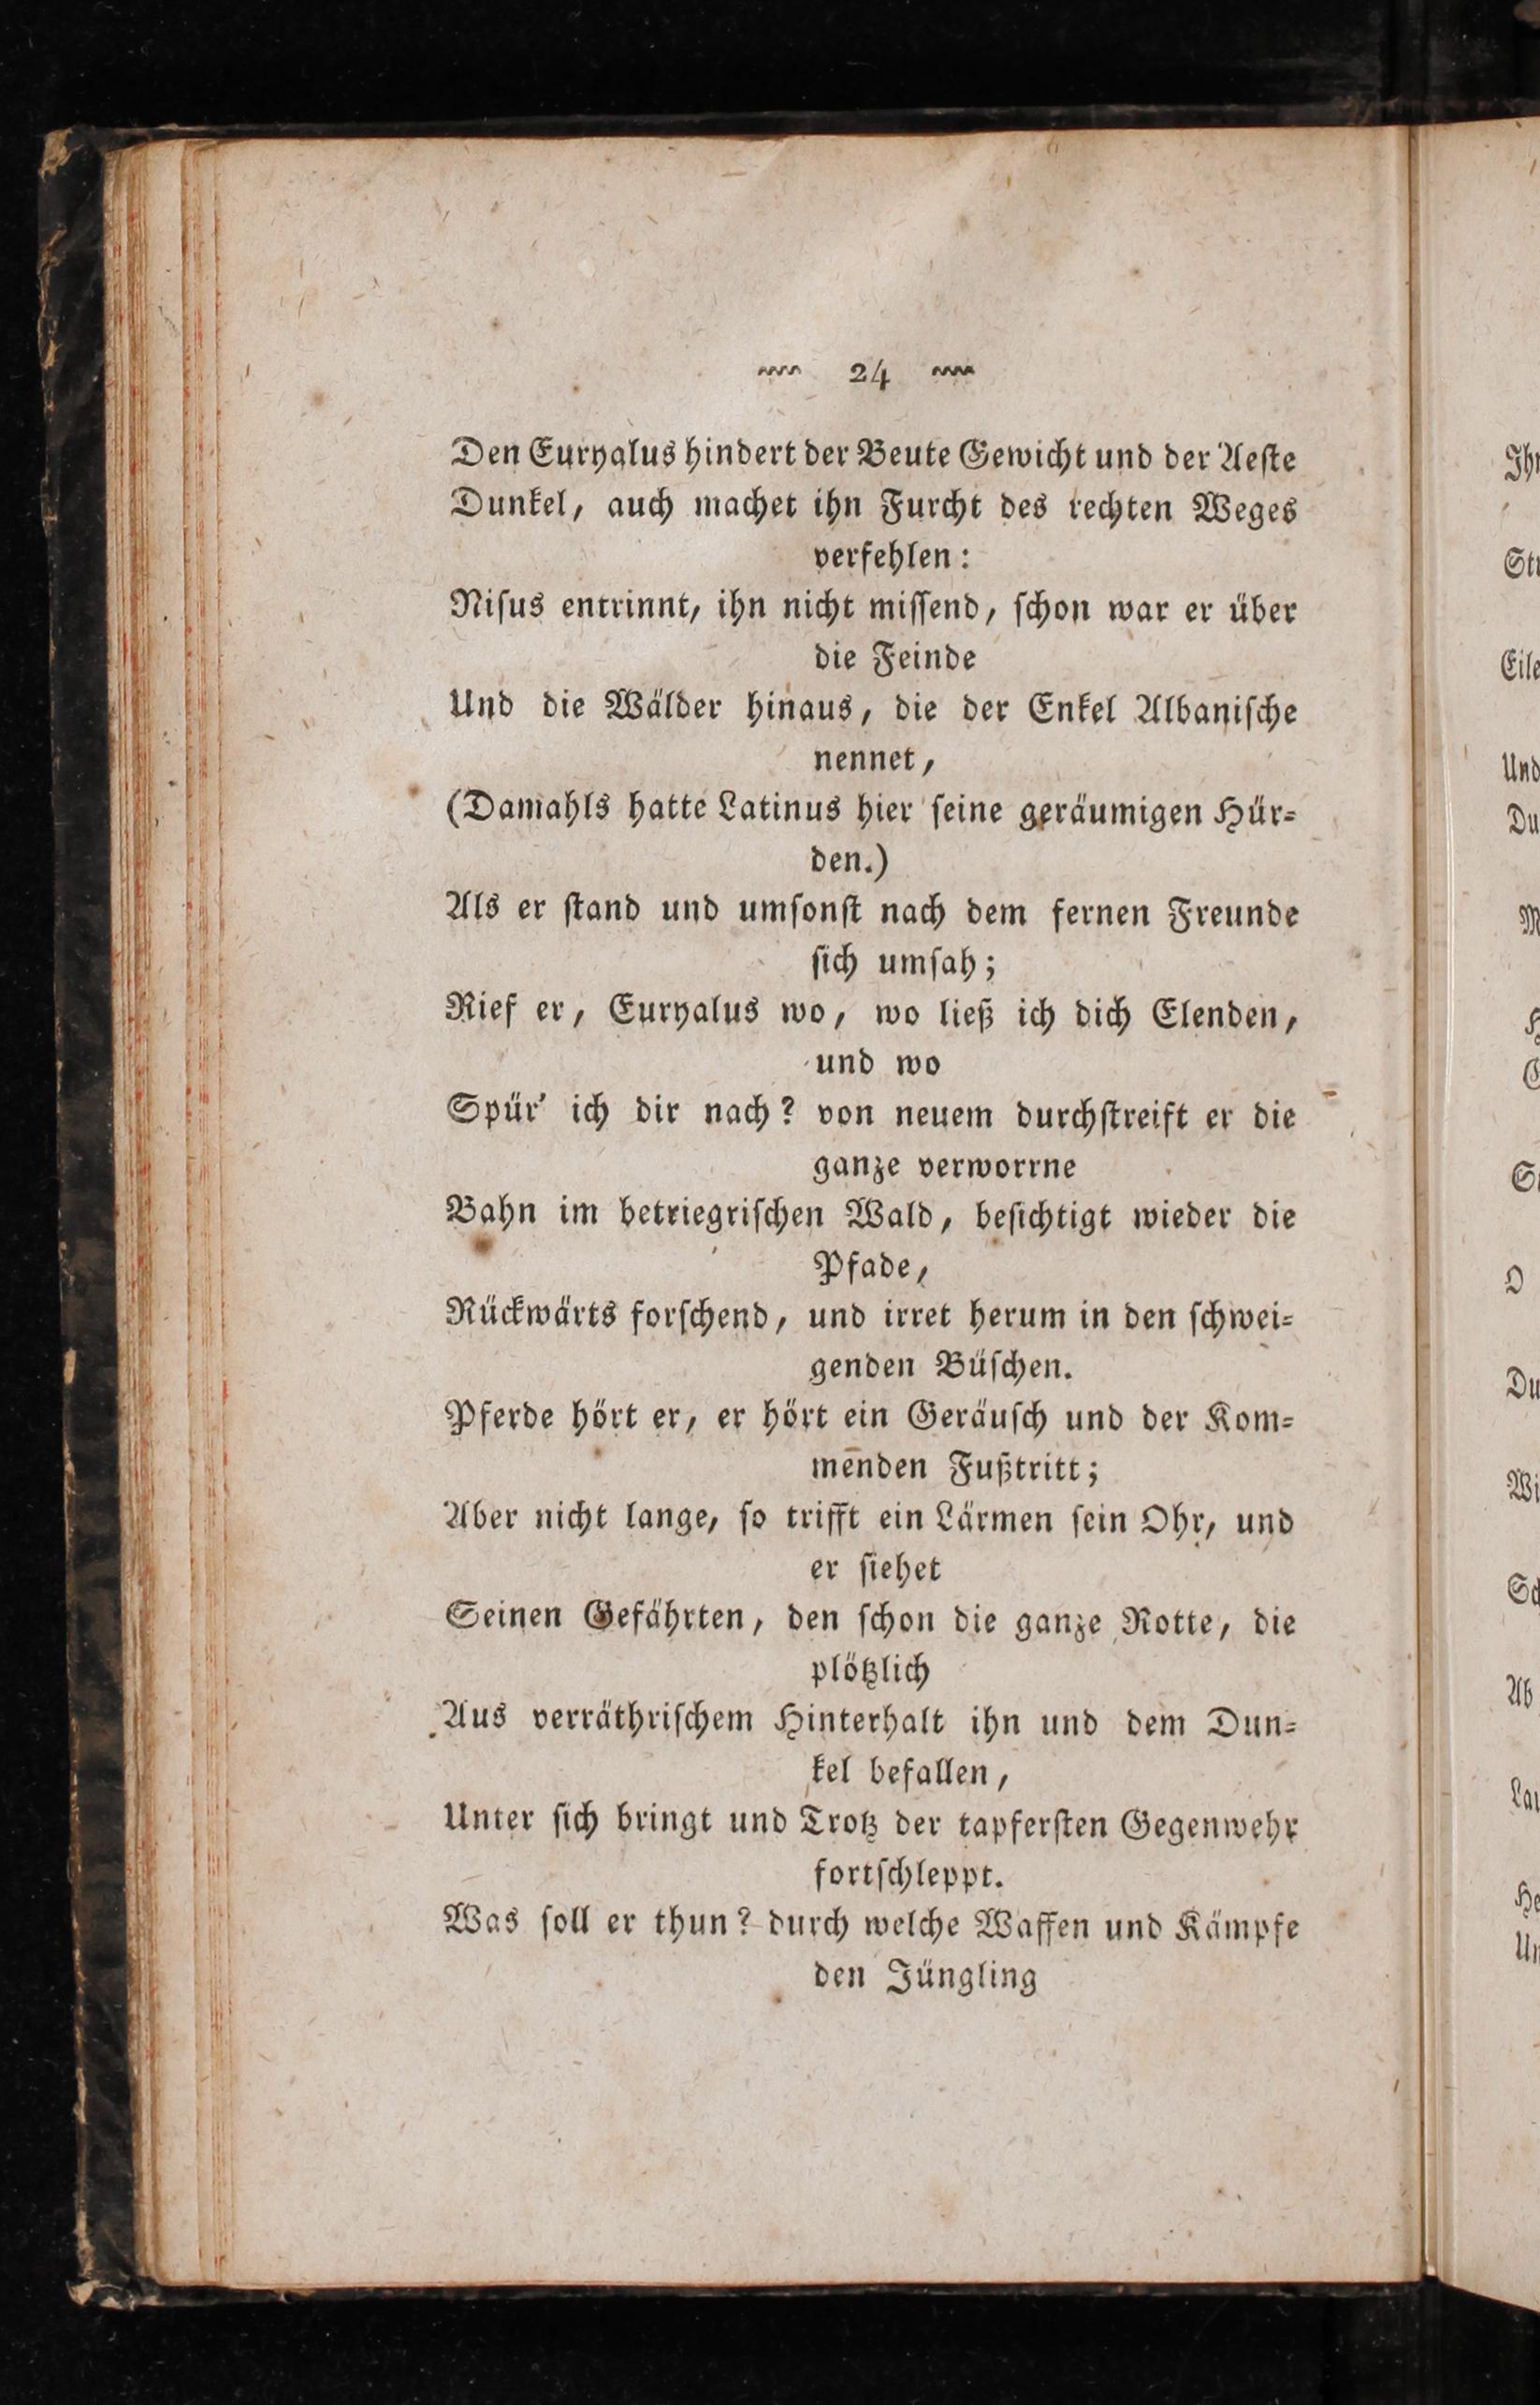 24
Den Euryalus hindert der Beute Gewicht und der Aeſte
Dunkel, auch machet ihn Furcht des rechten Weges
verfehlen:
Niſus entrinnt, ihn nicht miſſend, ſchon war er über
die Feinde
Und die Wälder hinaus, die der Enkel Albaniſche
nennet,
(Damahls hatte Latinus hier ſeine geräumigen Hür⸗
den.)
Als er ſtand und umſonſt nach dem fernen Freunde
ſich umſah;
Rief er, Euryalus wo, wo ließ ich dich Elenden,
und wo
Spür' ich dir nach? von neuem durchſtreift er die
ganze verworrne
Bahn im betriegriſchen Wald, beſichtigt wieder die
Pfade,
Rückwärts forſchend, und irret herum in den ſchwei⸗
genden Büſchen.
Pferde hört er, er hört ein Geräuſch und der Kom⸗
menden Fußtritt;
Aber nicht lange, ſo trifft ein Lärmen ſein Ohr, und
er ſiehet
Seinen Gefährten, den ſchon die ganze Rotte, die
plötzlich
Aus verräthriſchem Hinterhalt ihn und dem Dun⸗
kel befallen,
Unter ſich bringt und Trotz der tapferſten Gegenwehr
fortſchleppt.
Was ſoll er thun? durch welche Waffen und Kämpfe
den Jüngling
Ihr
Eile
Und
Du
Du
Wi
Ab